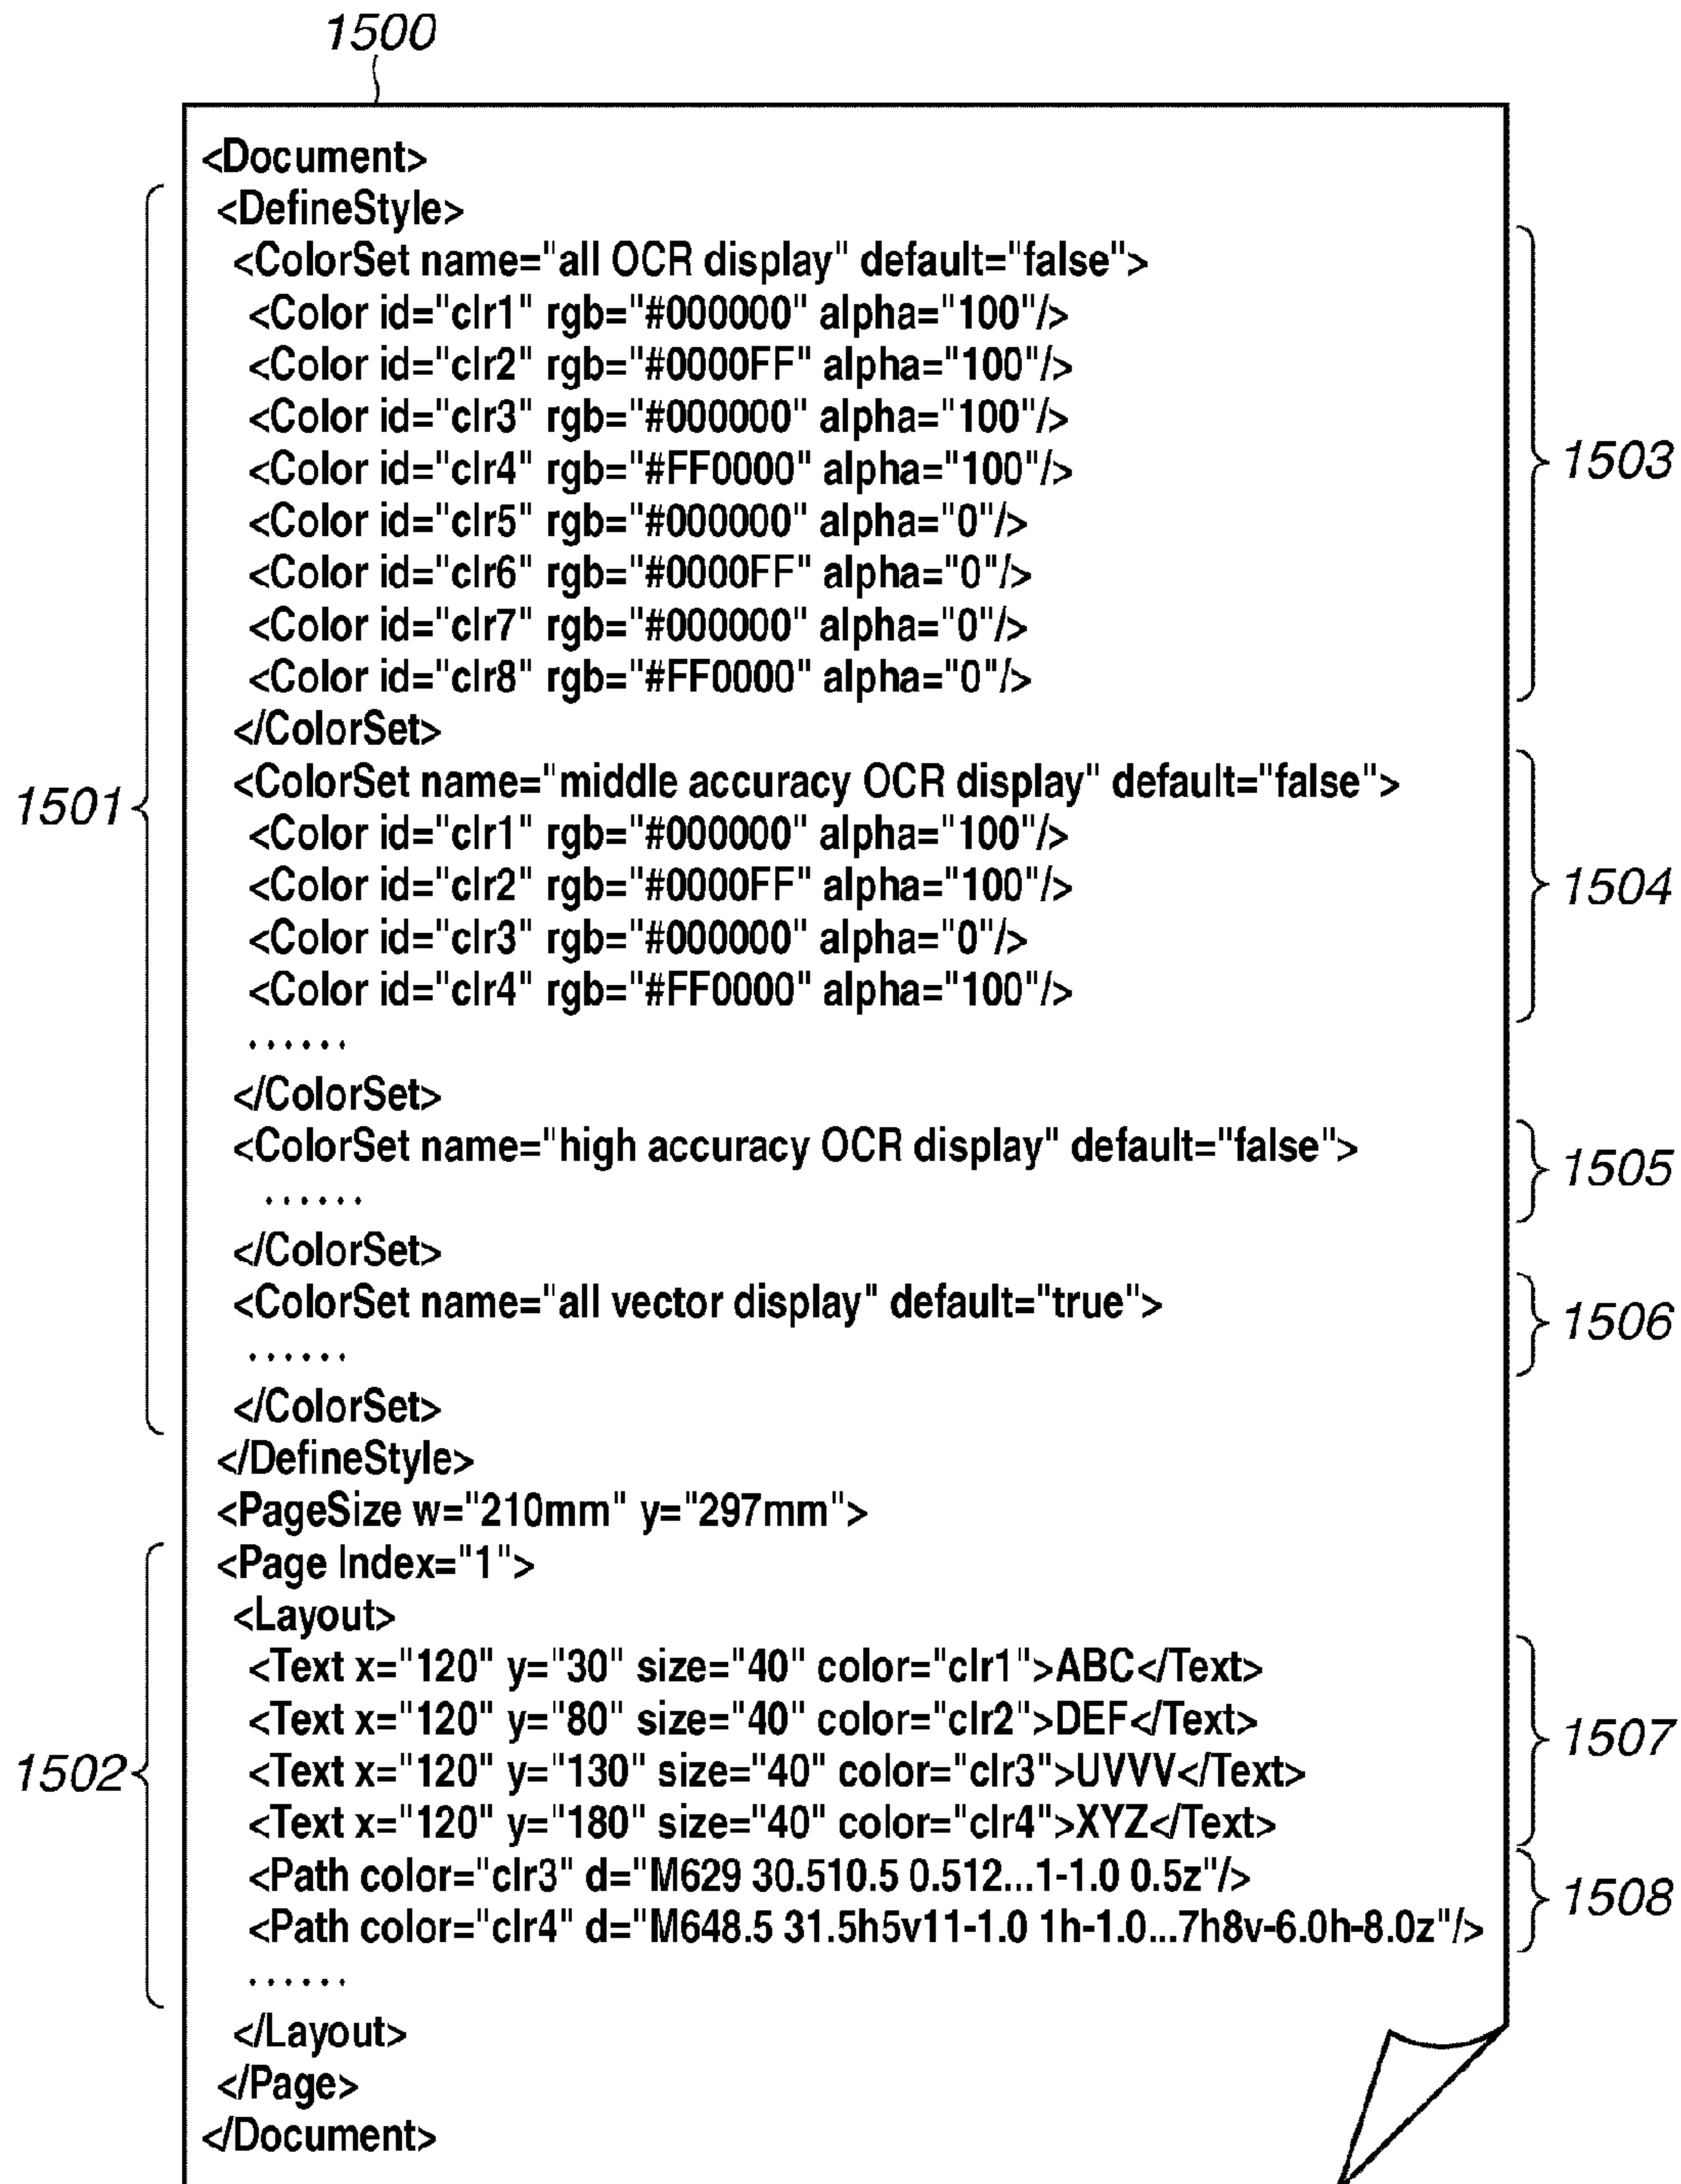 1500
<Document>
<DefineStyle>
<ColorSet name="all OCR display" default="false">
<Color id="clr1" rgb="#000000" alpha="100"/>
<Color id="clr2" rgb="#0000FF" alpha="100"/>
<Color id="clr3" rgb="#000000" alpha="100"/>
<Color id="clr4" rgb="#FF0000" alpha="100"/>
<Color id="clr5" rgb="#000000" alpha="0"/>
<Color id="clr6" rgb="#0000FF" alpha="0"/>
<Color id="clr7" rgb="#000000" alpha="0"/>
<Color id="clr8" rgb="#FF0000" alpha="0"/>
</ColorSet>
1503
<ColorSet name="middle accuracy OCR display" default="false">
<Color id="clr1" rgb="#000000" alpha="100"/>
<Color id="clr2" rgb="#0000FF" alpha="100"/>
<Color id="clr3" rgb="#000000" alpha="0"/>
<Color id="clr4" rgb="#FF0000" alpha="100"/>
......
</ColorSet>
1501
1504
<ColorSet name="high accuracy OCR display" default="false">
......
</ColorSet>
1505
<ColorSet name="all vector display" default="true">
......
</ColorSet>
1506
</DefineStyle>
<PageSize w="210mm" y="297mm">
<Page Index="1">
<Layout>
<Text x="120" y="30" size="40" color="clr1">ABC</Text>
<Text x="120" y="80" size="40" color="clr2">DEF</Text>
<Text x="120" y="130" size="40" color="clr3">UVVV</Text>
<Text x="120" y="180" size="40" color="clr4">XYZ</Text>
1507
1502
<Path color="clr3" d="M629 30.510.5 0.512...1-1.0 0.5z"/>
<Path color="clr4" d="M648.5 31.5h5v11-1.0 1h-1.0...7h8v-6.0h-8.0z"/>
1508
......
</Layout>
</Page>
</Document>